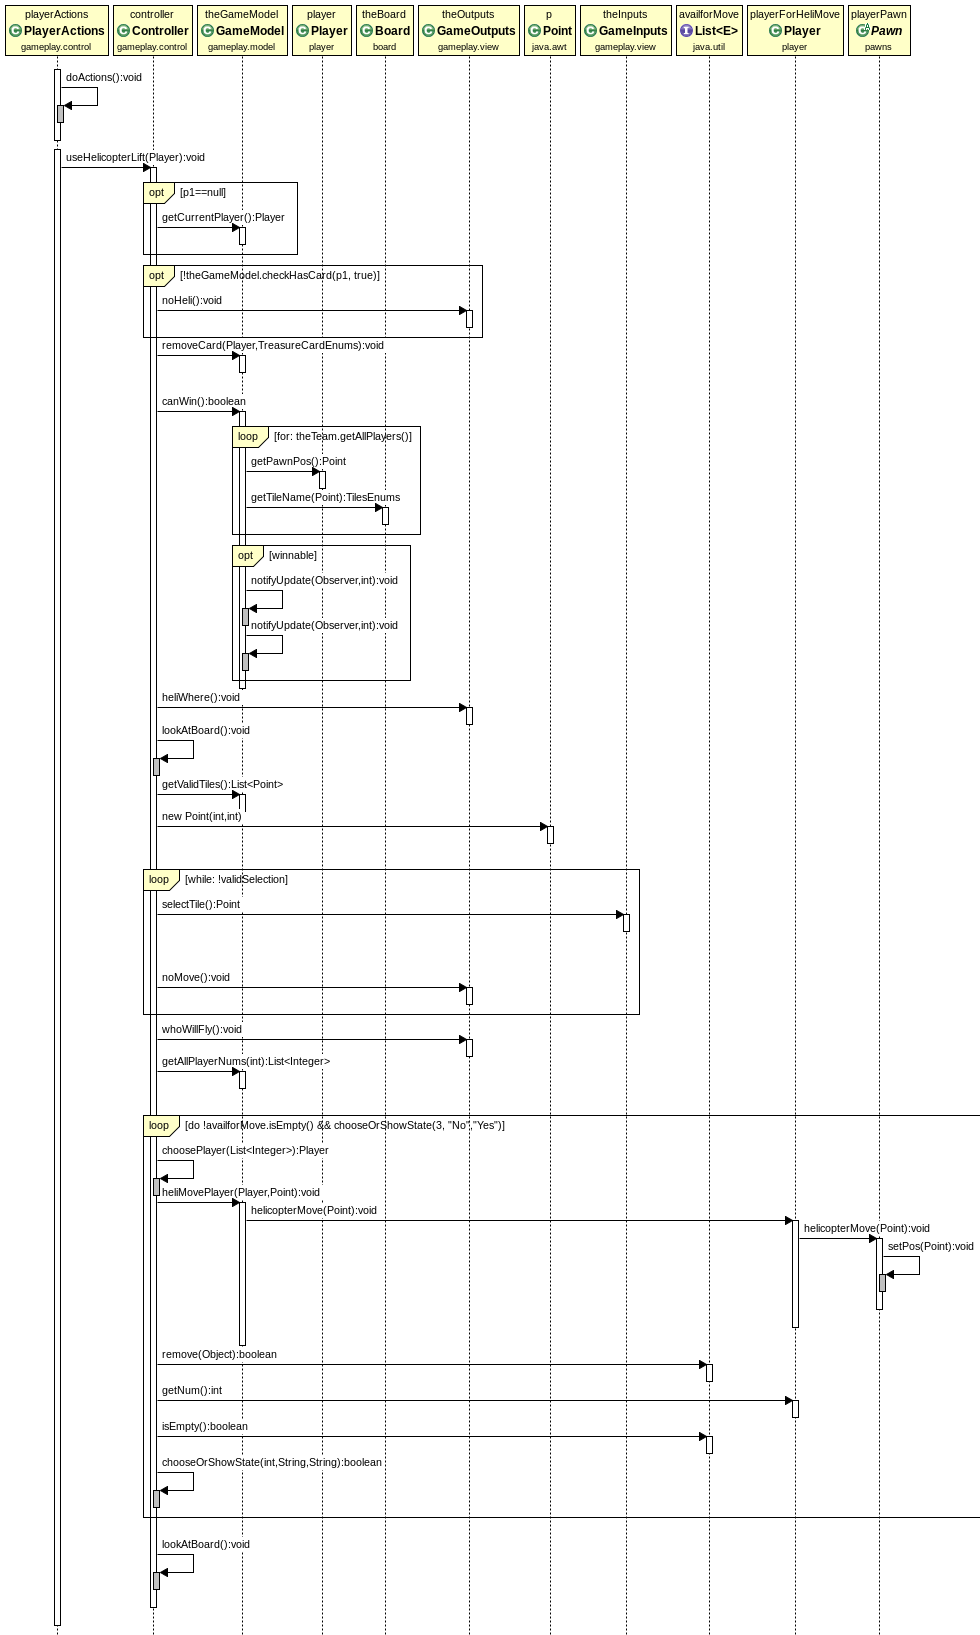 playerActions
PlayerActions
gameplay.control
controller
Controller
gameplay.control
theGameModel
GameModel
gameplay.model
player
Player
player
theBoard
Board
board
theOutputs
GameOutputs
gameplay.view
p
Point
java.awt
theInputs
GameInputs
gameplay.view
availforMove
List<E>
java.util
playerForHeliMove
Player
player
playerPawn
Pawn
pawns
doActions():void
useHelicopterLift(Player):void
opt [p1==null]
getCurrentPlayer():Player
opt [!theGameModel.checkHasCard(p1, true)]
noHeli():void
removeCard(Player,TreasureCardEnums):void
canWin():boolean
loop [for: theTeam.getAllPlayers()]
getPawnPos():Point
getTileName(Point):TilesEnums
opt [winnable]
notifyUpdate(Observer,int):void
notifyUpdate(Observer,int):void
heliWhere():void
lookAtBoard():void
getValidTiles():List<Point>
new Point(int,int)
loop [while: !validSelection]
selectTile():Point
noMove():void
whoWillFly():void
getAllPlayerNums(int):List<Integer>
loop [do !availforMove.isEmpty() && chooseOrShowState(3, "No","Yes")]
choosePlayer(List<Integer>):Player
heliMovePlayer(Player,Point):void
helicopterMove(Point):void
helicopterMove(Point):void
setPos(Point):void
remove(Object):boolean
getNum():int
isEmpty():boolean
chooseOrShowState(int,String,String):boolean
lookAtBoard():void